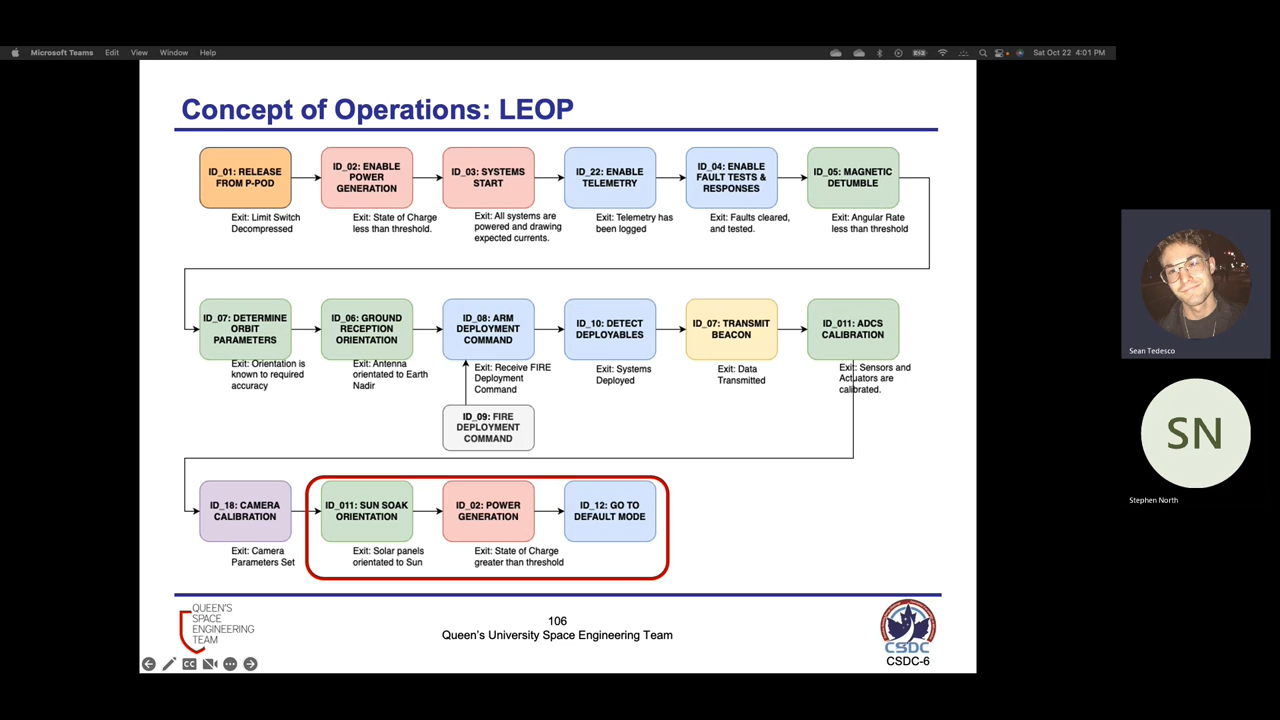 Microsoft Teams Edit View Window Help
Sat Oct 22 4:01 PM
Concept of Operations: LEOP
ID_01: RELEASE
FROM P-POD
Exit: Limit Switch
Decompressed
ID_02: ENABLE
POWER
GENERATION
Exit: State of Charge
less than threshold.
ID_03: SYSTEMS
START
Exit: All systems are
powered and drawing
expected currents.
ID_22: ENABLE
TELEMETRY
Exit: Telemetry has
been logged
ID_04: ENABLE
FAULT TESTS &
RESPONSES
Exit: Faults cleared,
and tested.
ID_05: MAGNETIC
DETUMBLE
Exit: Angular Rate
less than threshold
ID_07: DETERMINE
ORBIT
PARAMETERS
Exit: Orientation is
known to required
accuracy
ID_06: GROUND
RECEPTION
ORIENTATION
Exit: Antenna
orientated to Earth
Nadir
ID_08: ARM
DEPLOYMENT
COMMAND
Exit: Receive FIRE
Deployment
Command
ID_09: FIRE
DEPLOYMENT
COMMAND
ID_10: DETECT
DEPLOYABLES
Exit: Systems
Deployed
ID_07: TRANSMIT
BEACON
Exit: Data
Transmitted
ID_011: ADCS
CALIBRATION
Exit: Sensors and
Actuators are
calibrated.
ID_18: CAMERA
CALIBRATION
Exit: Camera
Parameters Set
ID_011: SUN SOAK
ORIENTATION
Exit: Solar panels
orientated to Sun
ID_02: POWER
GENERATION
Exit: State of Charge
greater than threshold
ID_12: GO TO
DEFAULT MODE
QUEEN'S
SPACE
ENGINEERING
TEAM
106
Queen's University Space Engineering Team
CSDC
CSDC-6
CC
Sean Tedesco
SN
Stephen North